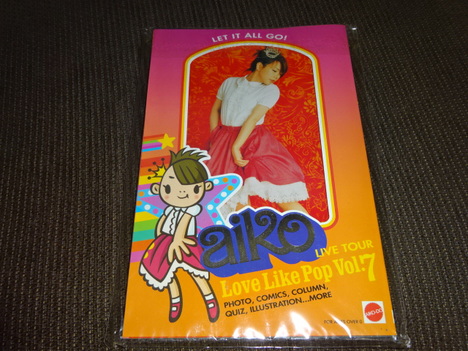 LET IT ALL GO!
aiko
LIVE TOUR
Love Like Pop Vol.7
PHOTO, COMICS, COLUMN,
QUIZ, ILLUSTRATION...MORE